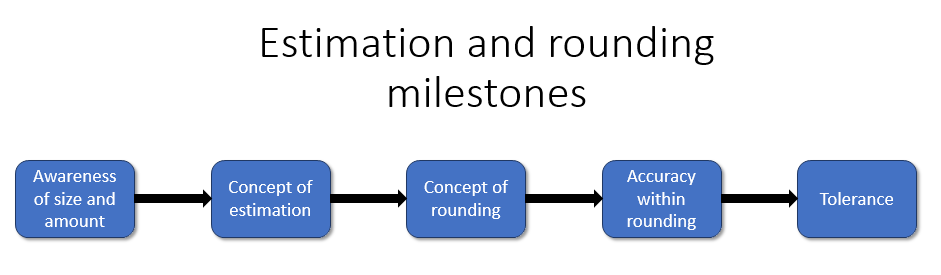 Estimation and rounding
milestones
Awareness
of size and
amount
Concept of
estimation
Concept of
rounding
Accuracy
within
rounding
Tolerance